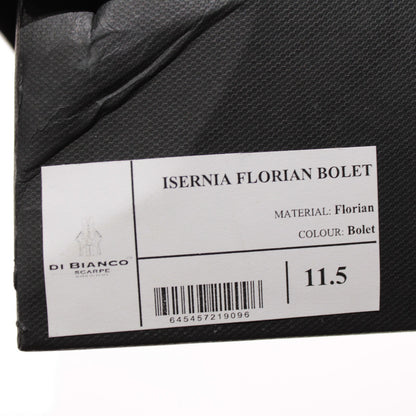 ISERNIA FLORIAN BOLET
MATERIAL: Florian
COLOUR: Bolet
DI BIANCO
SCARPE
11.5
645457219096